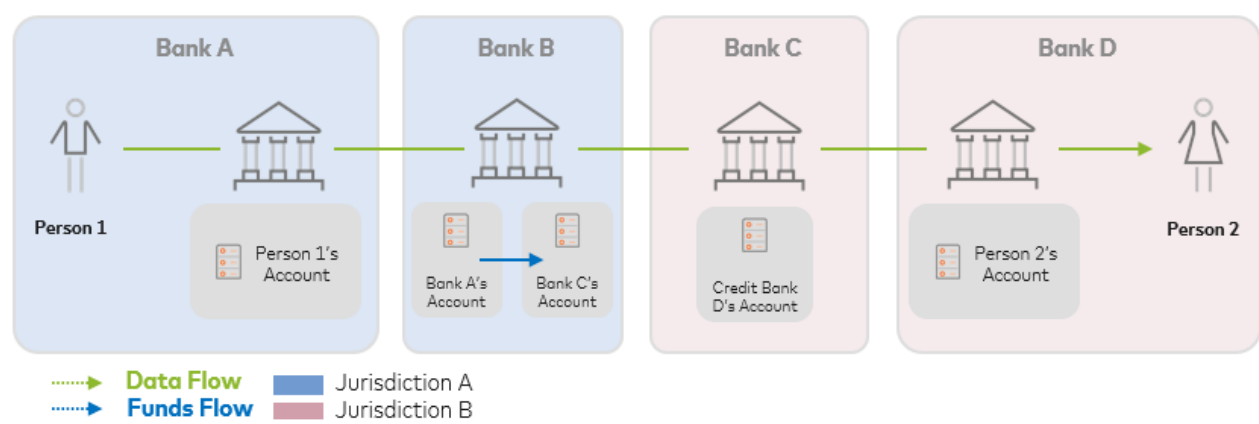 Bank A
Bank B
Bank C
Bank D
Person 1
Person 1's
Account
Bank A's
Account
Bank C's
Account
Credit Bank
D's Account
Person 2's
Account
Person 2
Data Flow
Jurisdiction A
Funds Flow
Jurisdiction B